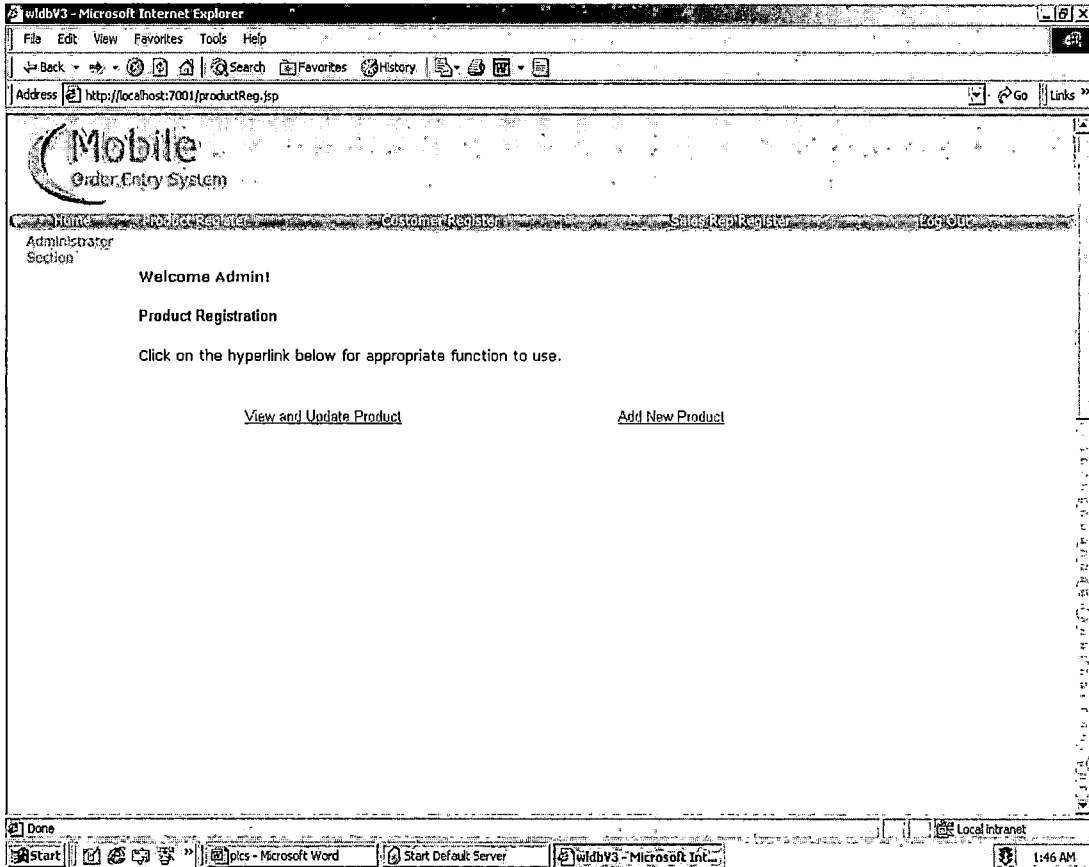 wldbV3 - Microsoft Internet Explorer
File Edit View Favorites Tools Help
Back Search Favorites History
Address http://localhost:7001/productReg.jsp Go Links »
Mobile
Order Entry System
Home Product Register Customer Register Sales Rep Register Log Out
Administrator
Section
Welcome Admin!
Product Registration
Click on the hyperlink below for appropriate function to use.
View and Update Product Add New Product
Done Local intranet
Start » pics - Microsoft Word Start Default Server wldbV3 - Microsoft Int... 1:46 AM